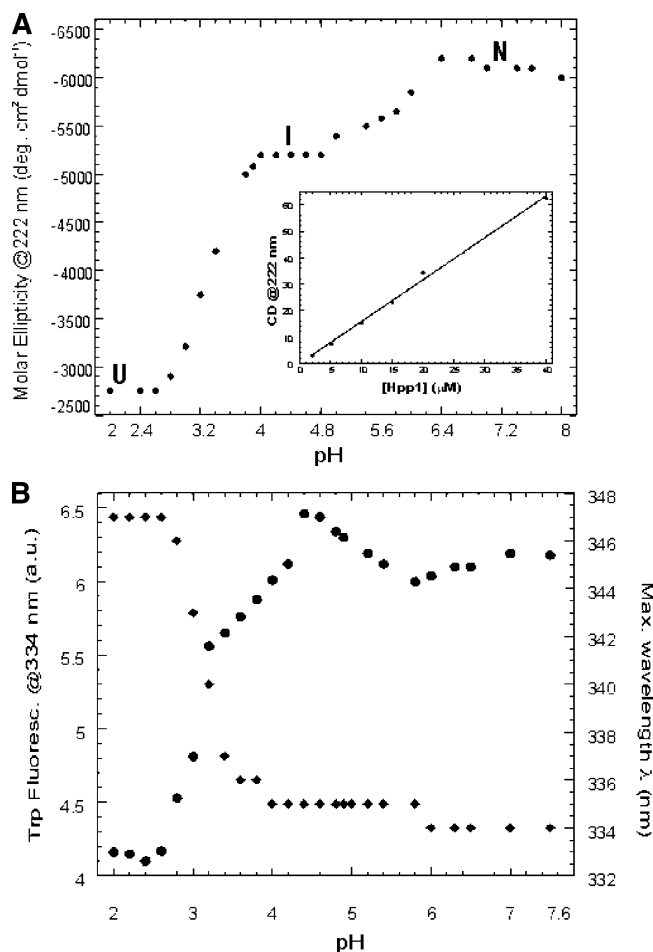 A
Molar Ellipticity @222 nm (deg. cm² dmol⁻¹)
-6500
-6000
-5500
-5000
-4500
-4000
-3500
-3000
-2500
U
I
N
2 2.4 3.2 4 4.8 5.6 6.4 7.2 8
pH
CD @222 nm
60
50
40
30
20
10
0
0 5 10 15 20 25 30 35 40
[Hpp1] (μM)
B
Trp Fluoresc. @334 nm (a.u.)
6.5
6
5.5
5
4.5
4
348
346
344
342
340
338
336
334
332
Max. wavelength λ (nm)
2 3 4 5 6 7 7.6
pH